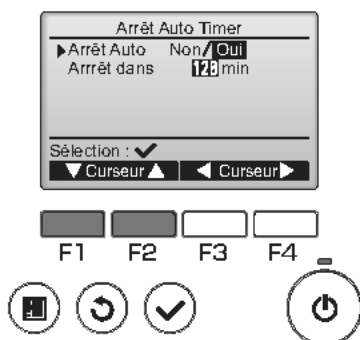 Arrêt Auto Timer
▶Arrêt Auto Non/Oui
Arrrêt dans 120 min
Sélection : ✔
▼Curseur▲ ◀ Curseur▶
F1 F2 F3 F4